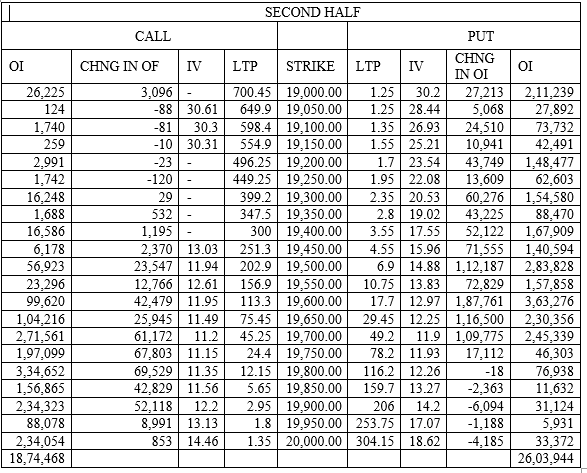 SECOND HALF
CALL PUT
OI CHNG IN OF IV LTP STRIKE LTP IV CHNG IN OI OI
26,225 3,096 - 700.45 19,000.00 1.25 30.2 27,213 2,11,239
124 -88 30.61 649.9 19,050.00 1.25 28.44 5,068 27,892
1,740 -81 30.3 598.4 19,100.00 1.35 26.93 24,510 73,732
259 -10 30.31 554.9 19,150.00 1.55 25.21 10,941 42,491
2,991 -23 - 496.25 19,200.00 1.7 23.54 43,749 1,48,477
1,742 -120 - 449.25 19,250.00 1.95 22.08 13,609 62,603
16,248 29 - 399.2 19,300.00 2.35 20.53 60,276 1,54,580
1,688 532 - 347.5 19,350.00 2.8 19.02 43,225 88,470
16,586 1,195 - 300 19,400.00 3.55 17.55 52,122 1,67,909
6,178 2,370 13.03 251.3 19,450.00 4.55 15.96 71,555 1,40,594
56,923 23,547 11.94 202.9 19,500.00 6.9 14.88 1,12,187 2,83,828
23,296 12,766 12.61 156.9 19,550.00 10.75 13.83 72,829 1,57,858
99,620 42,479 11.95 113.3 19,600.00 17.7 12.97 1,87,761 3,63,276
1,04,216 25,945 11.49 75.45 19,650.00 29.45 12.25 1,16,500 2,30,356
2,71,561 61,172 11.2 45.25 19,700.00 49.2 11.9 1,09,775 2,45,339
1,97,099 67,803 11.15 24.4 19,750.00 78.2 11.93 17,112 46,303
3,34,652 69,529 11.35 12.15 19,800.00 116.2 12.26 -18 76,938
1,56,865 42,829 11.56 5.65 19,850.00 159.7 13.27 -2,363 11,632
2,34,323 52,118 12.2 2.95 19,900.00 206 14.2 -6,094 31,124
88,078 8,991 13.13 1.8 19,950.00 253.75 17.07 -1,188 5,931
2,34,054 853 14.46 1.35 20,000.00 304.15 18.62 -4,185 33,372
18,74,468 26,03,944